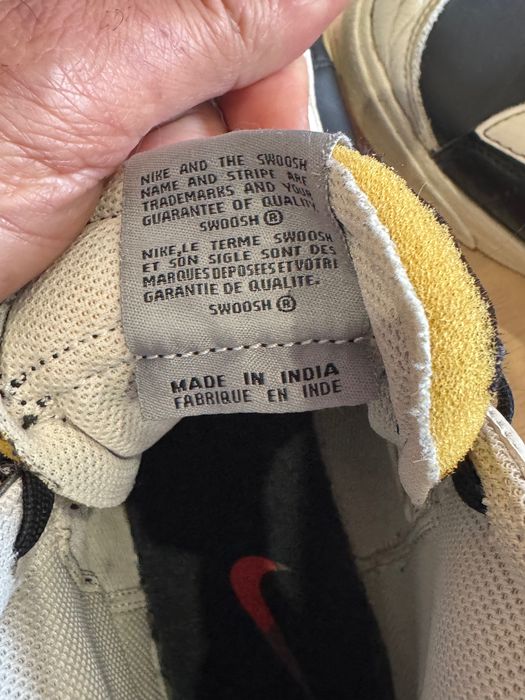 NIKE AND THE SWOOSH
NAME AND STRIPE ARE
TRADEMARKS AND YOUR
GUARANTEE OF QUALITY
SWOOSH ®
NIKE,LE TERME SWOOSH
ET SON SIGLE SONT DES
MARQUES DEPOSEES ET VOTRE
GARANTIE DE QUALITE.
SWOOSH ®
MADE IN INDIA
FABRIQUE EN INDE